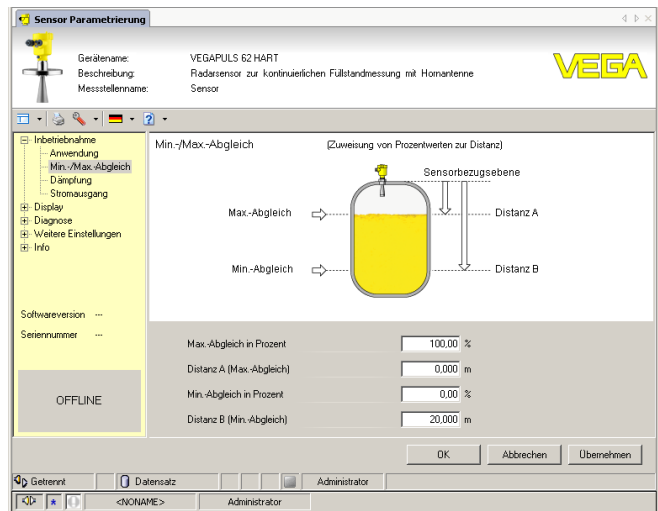 Sensor Parametrierung
Gerätename: VEGAPULS 62 HART
Beschreibung: Radarsensor zur kontinuierlichen Füllstandmessung mit Hornantenne
Messstellenname: Sensor
VEGA
Inbetriebnahme
Anwendung
Min.-/Max.-Abgleich
Dämpfung
Stromausgang
Display
Diagnose
Weitere Einstellungen
Info
Softwareversion ---
Seriennummer ---
OFFLINE
Min.-/Max.-Abgleich (Zuweisung von Prozentwerten zur Distanz)
Sensorbezugsebene
Max.-Abgleich
Distanz A
Min.-Abgleich
Distanz B
Max.-Abgleich in Prozent 100,00 %
Distanz A (Max.-Abgleich) 0,000 m
Min.-Abgleich in Prozent 0,00 %
Distanz B (Min.-Abgleich) 20,000 m
OK Abbrechen Übernehmen
Getrennt Datensatz Administrator
<NONAME> Administrator